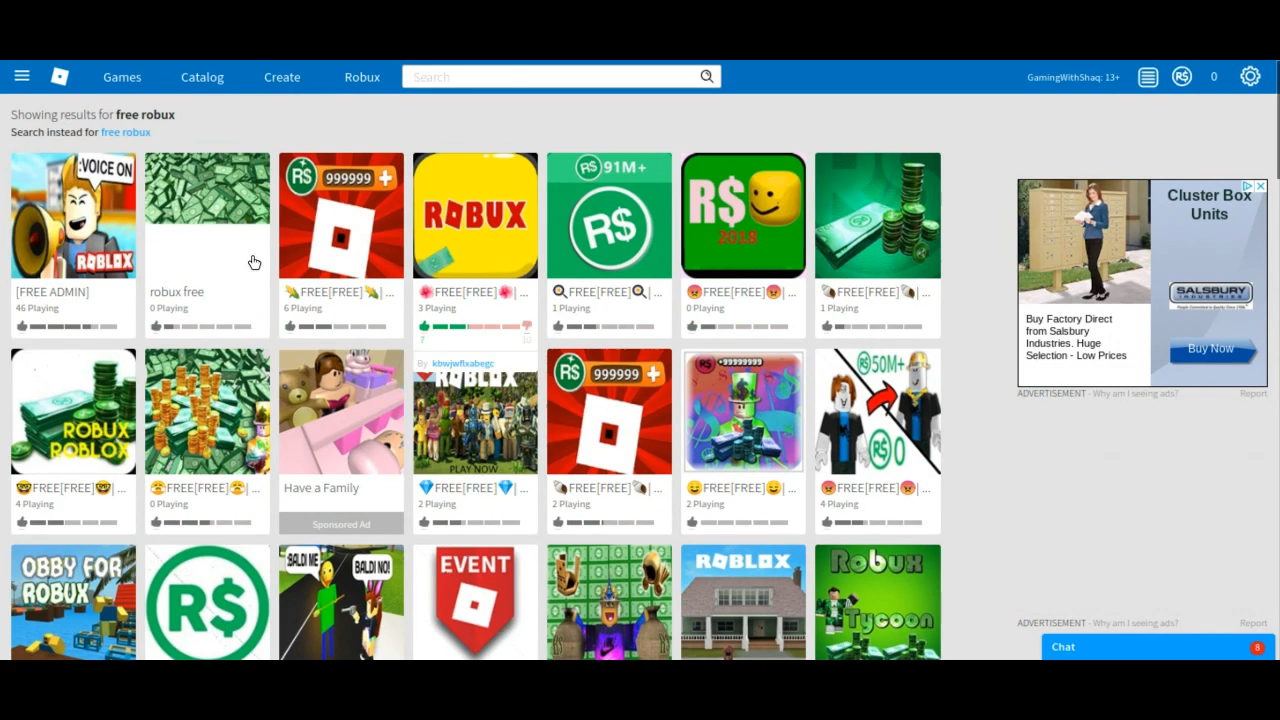 Games
Catalog
Create
Robux
Search
GamingWithShaq: 13+
0
Showing results for free robux
Search instead for free robux
:VOICE ON
ROBLOX
R$ 999999 +
ROBUX
R$ 91M+
R$
R$
2018
[FREE ADMIN]
robux free
🌽FREE[FREE]🌽| ...
🌺FREE[FREE]🌺| ...
🔍FREE[FREE]🔍| ...
😡FREE[FREE]😡| ...
FREE[FREE]| ...
46 Playing
0 Playing
6 Playing
3 Playing
1 Playing
0 Playing
1 Playing
7
10
By kbwjwflxabegc
ROBUX
ROBLOX
ROBLOX
PLAY NOW
R$ 999999 +
+99999999
R$50M+
R$0
🤓FREE[FREE]🤓| ...
😤FREE[FREE]😤| ...
Have a Family
💎FREE[FREE]💎| ...
FREE[FREE]| ...
😄FREE[FREE]😄| ...
😡FREE[FREE]😡| ...
4 Playing
0 Playing
Sponsored Ad
2 Playing
2 Playing
2 Playing
4 Playing
OBBY FOR
ROBUX
R$
BALDI ME
BALDI NO!
EVENT
ROBLOX
Robux
Tycoon
Cluster Box
Units
SALSBURY
INDUSTRIES
Buy Factory Direct
from Salsbury
Industries. Huge
Selection - Low Prices
Buy Now
ADVERTISEMENT - Why am I seeing ads?
Report
ADVERTISEMENT - Why am I seeing ads?
Report
Chat
8